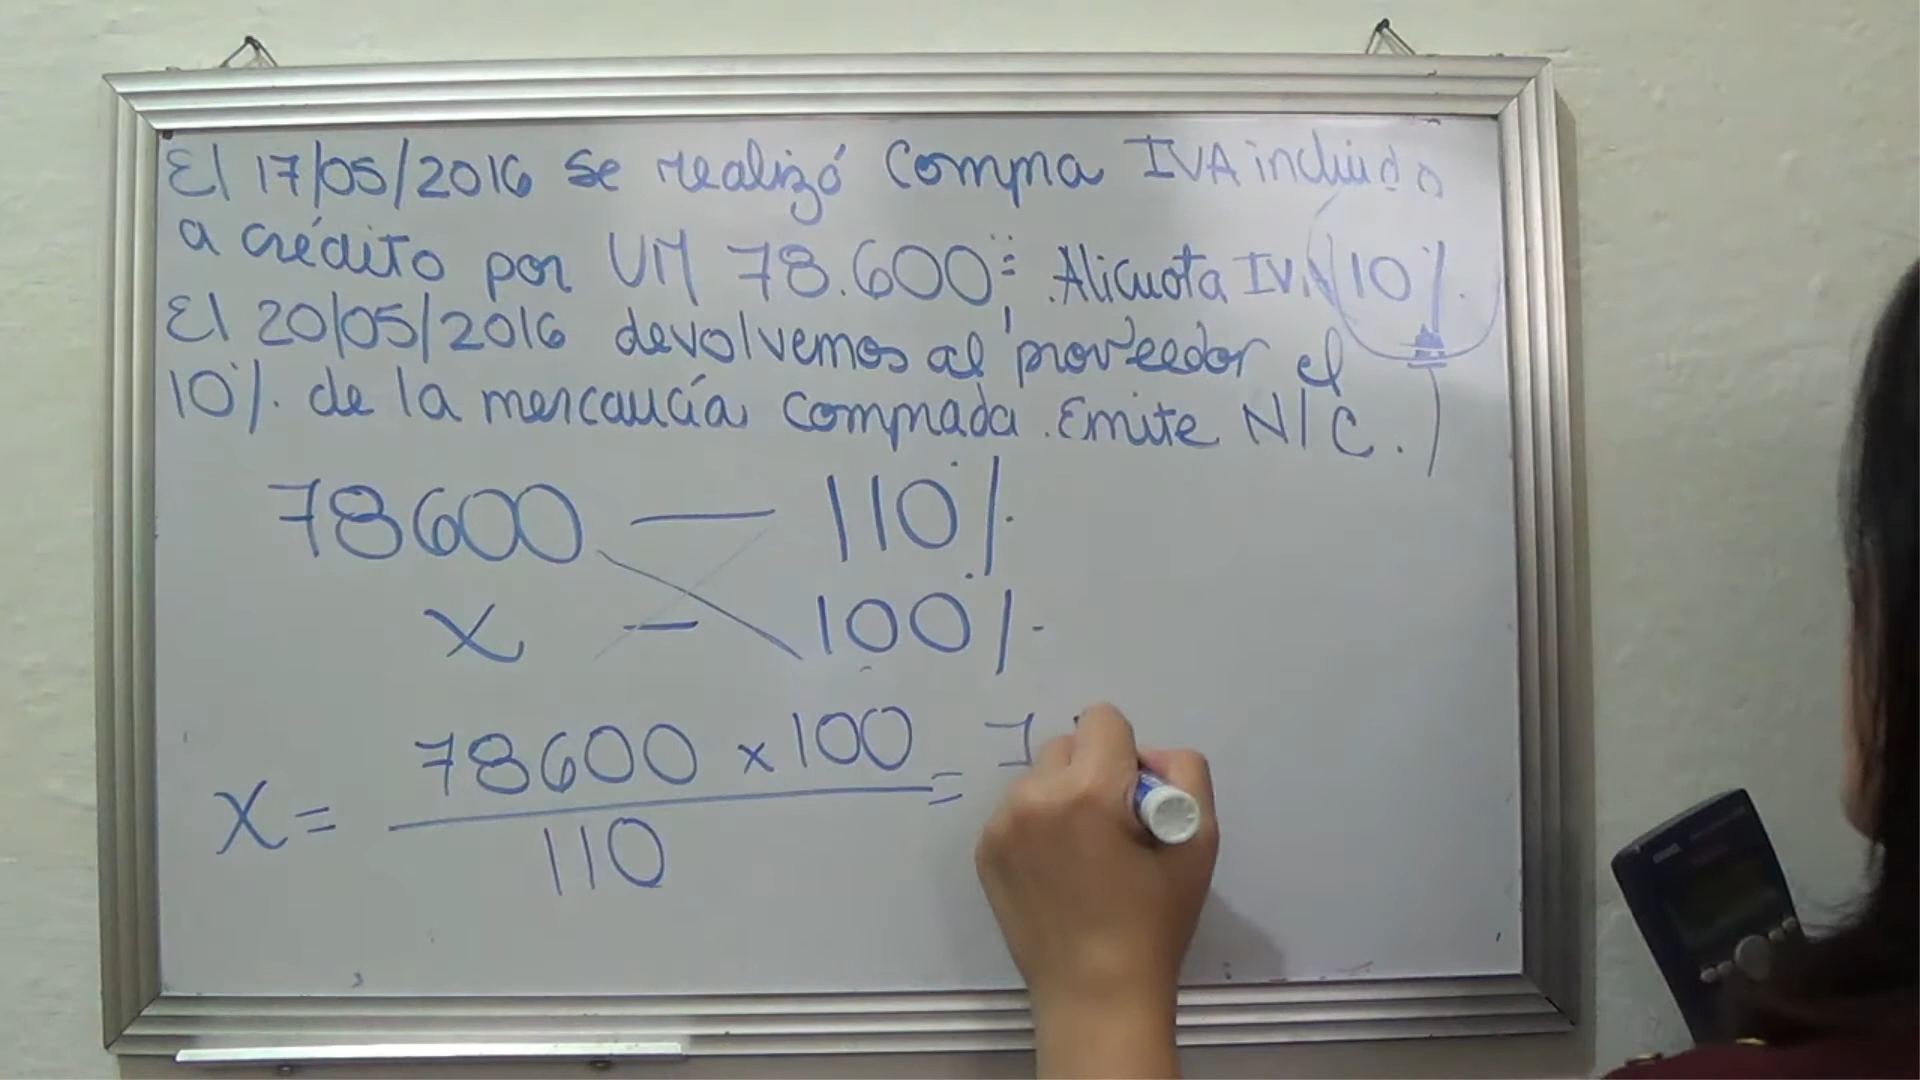 El 17/05/2016 se realizó compra IVA incluido
a crédito por UM 78.600= .Alicuota IVA 10%.
El 20/05/2016 devolvemos al proveedor el
10%. de la mercancía comprada. Emite N/C.
78600 — 110%
x — 100%
78600 x 100 = 7
x =
110